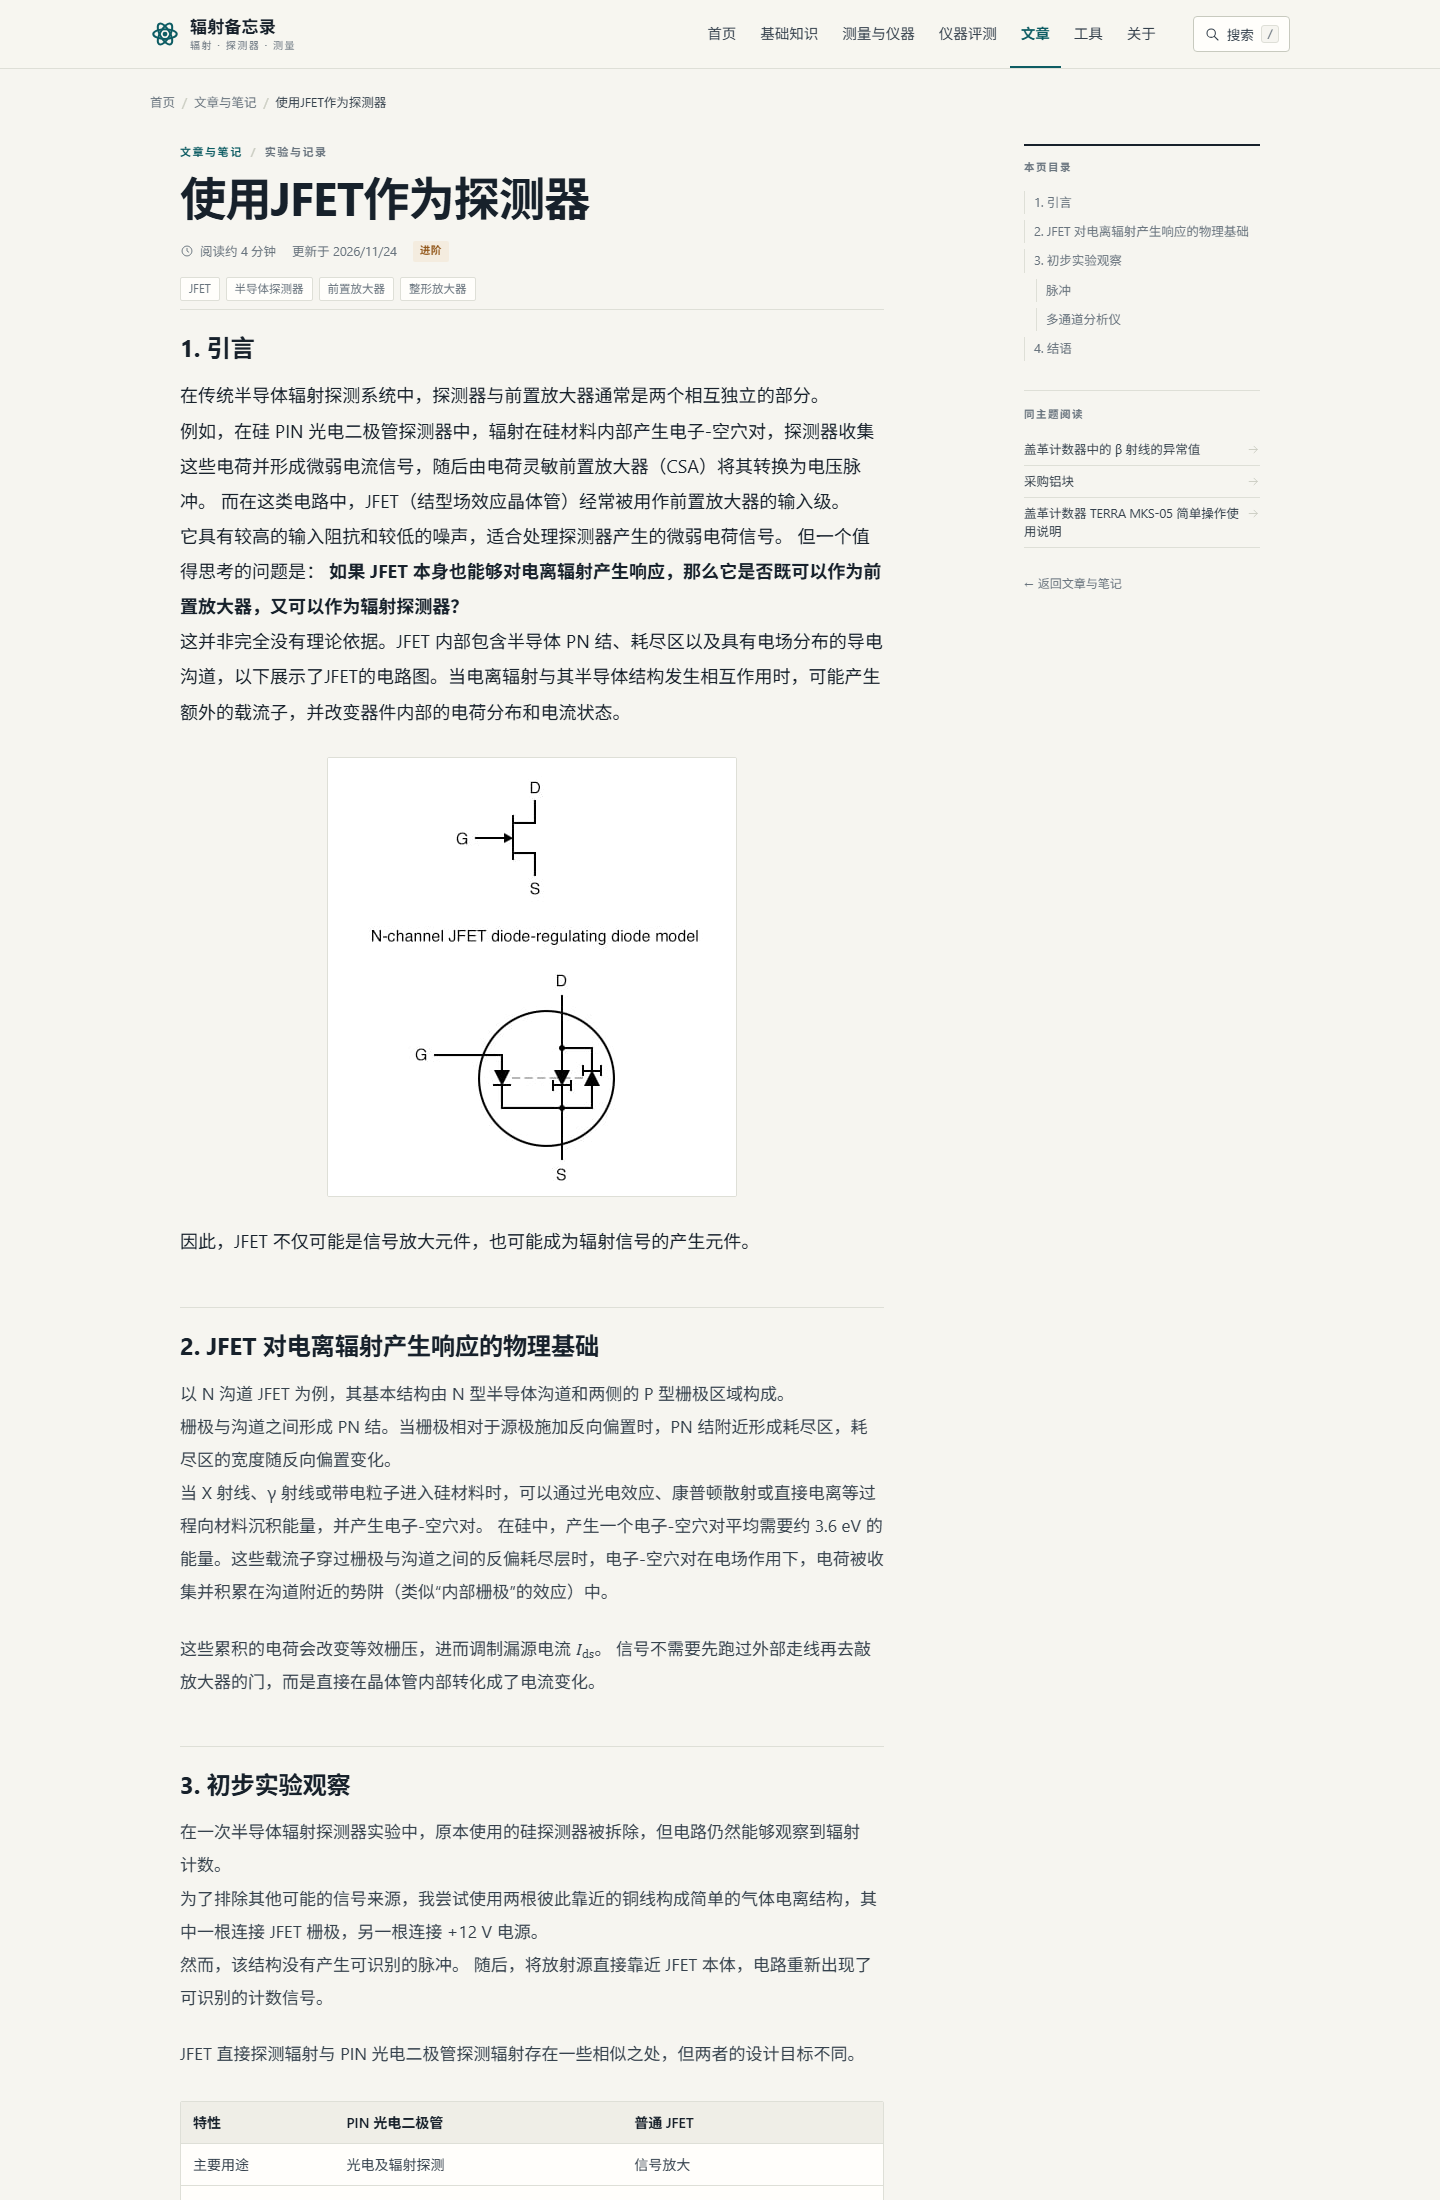 辐射备忘录
辐射 · 探测器 · 测量
首页
基础知识
测量与仪器
仪器评测
文章
工具
关于
搜索 /
首页 / 文章与笔记 / 使用JFET作为探测器
文章与笔记 / 实验与记录
使用JFET作为探测器
阅读约 4 分钟 更新于 2026/11/24 进阶
JFET 半导体探测器 前置放大器 整形放大器
1. 引言
在传统半导体辐射探测系统中，探测器与前置放大器通常是两个相互独立的部分。
例如，在硅 PIN 光电二极管探测器中，辐射在硅材料内部产生电子-空穴对，探测器收集
这些电荷并形成微弱电流信号，随后由电荷灵敏前置放大器（CSA）将其转换为电压脉
冲。 而在这类电路中，JFET（结型场效应晶体管）经常被用作前置放大器的输入级。
它具有较高的输入阻抗和较低的噪声，适合处理探测器产生的微弱电荷信号。 但一个值
得思考的问题是： 如果 JFET 本身也能够对电离辐射产生响应，那么它是否既可以作为前
置放大器，又可以作为辐射探测器？
这并非完全没有理论依据。JFET 内部包含半导体 PN 结、耗尽区以及具有电场分布的导电
沟道，以下展示了JFET的电路图。当电离辐射与其半导体结构发生相互作用时，可能产生
额外的载流子，并改变器件内部的电荷分布和电流状态。
D
G
S
N-channel JFET diode-regulating diode model
D
G
S
因此，JFET 不仅可能是信号放大元件，也可能成为辐射信号的产生元件。
2. JFET 对电离辐射产生响应的物理基础
以 N 沟道 JFET 为例，其基本结构由 N 型半导体沟道和两侧的 P 型栅极区域构成。
栅极与沟道之间形成 PN 结。当栅极相对于源极施加反向偏置时，PN 结附近形成耗尽区，耗
尽区的宽度随反向偏置变化。
当 X 射线、γ 射线或带电粒子进入硅材料时，可以通过光电效应、康普顿散射或直接电离等过
程向材料沉积能量，并产生电子-空穴对。 在硅中，产生一个电子-空穴对平均需要约 3.6 eV 的
能量。这些载流子穿过栅极与沟道之间的反偏耗尽层时，电子-空穴对在电场作用下，电荷被收
集并积累在沟道附近的势阱（类似“内部栅极”的效应）中。
这些累积的电荷会改变等效栅压，进而调制漏源电流 Ids。 信号不需要先跑过外部走线再去敲
放大器的门，而是直接在晶体管内部转化成了电流变化。
3. 初步实验观察
在一次半导体辐射探测器实验中，原本使用的硅探测器被拆除，但电路仍然能够观察到辐射
计数。
为了排除其他可能的信号来源，我尝试使用两根彼此靠近的铜线构成简单的气体电离结构，其
中一根连接 JFET 栅极，另一根连接 +12 V 电源。
然而，该结构没有产生可识别的脉冲。 随后，将放射源直接靠近 JFET 本体，电路重新出现了
可识别的计数信号。
JFET 直接探测辐射与 PIN 光电二极管探测辐射存在一些相似之处，但两者的设计目标不同。
特性 PIN 光电二极管 普通 JFET
主要用途 光电及辐射探测 信号放大
本页目录
1. 引言
2. JFET 对电离辐射产生响应的物理基础
3. 初步实验观察
脉冲
多通道分析仪
4. 结语
同主题阅读
盖革计数器中的 β 射线的异常值 →
采购铝块 →
盖革计数器 TERRA MKS-05 简单操作使 →
用说明
← 返回文章与笔记